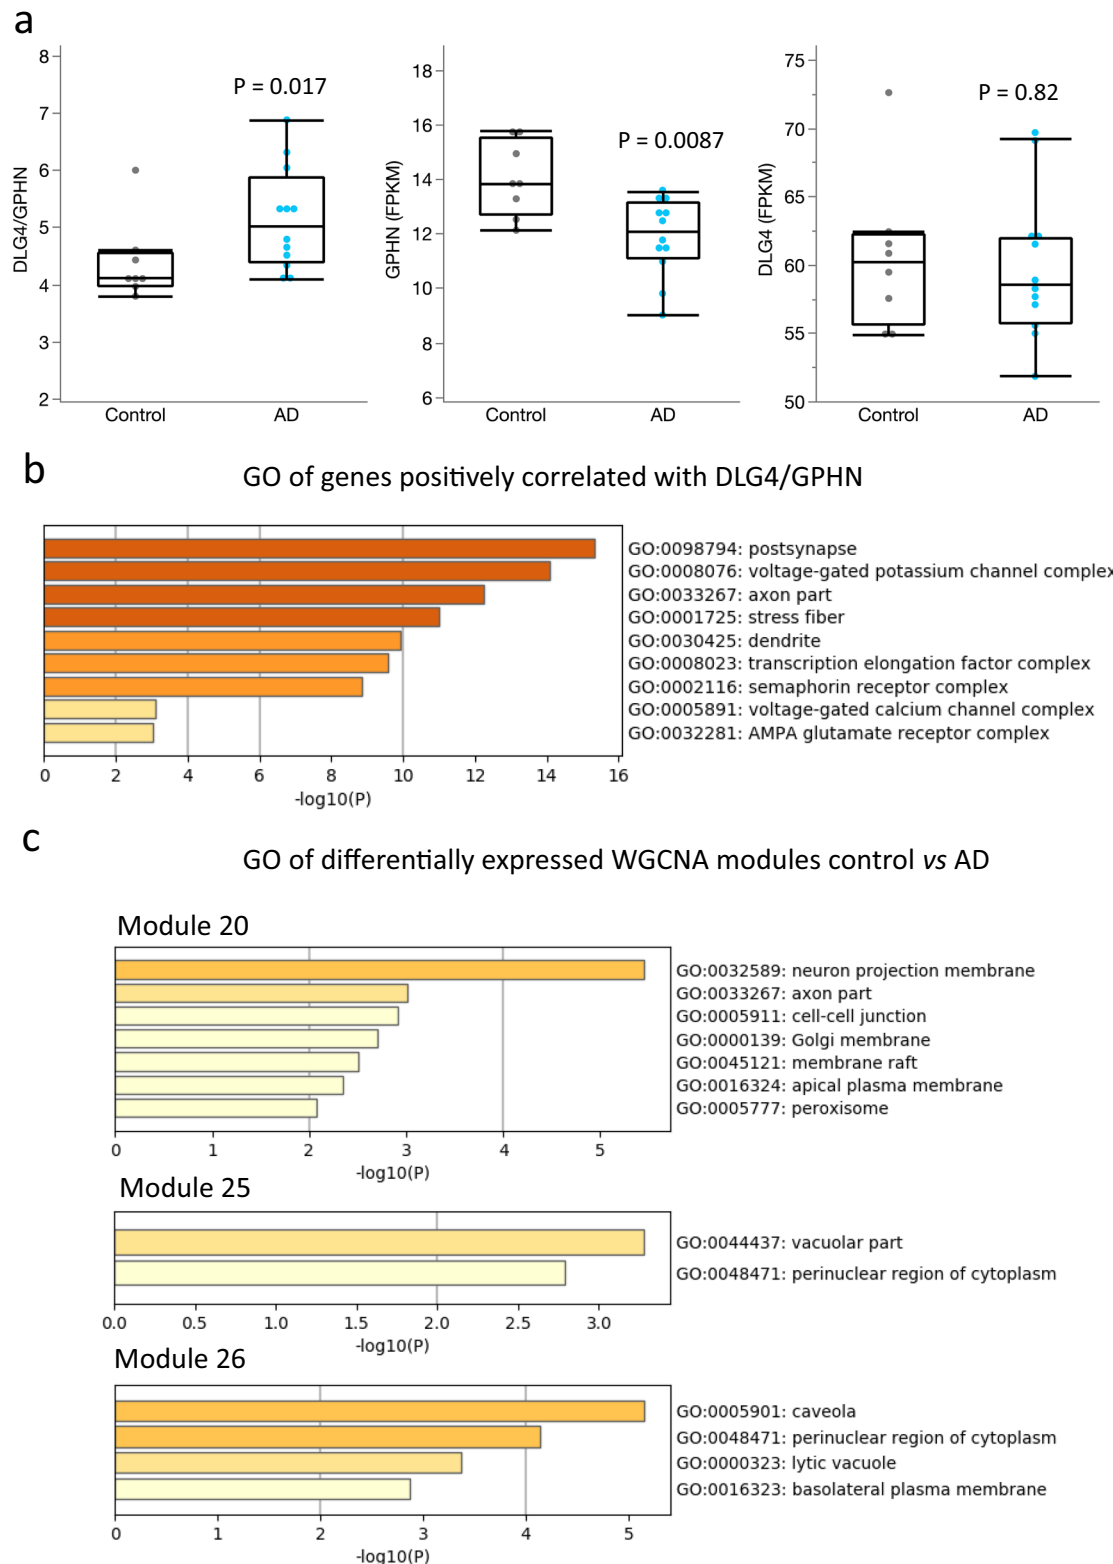 a
8
7
6
5
4
3
2
DLG4/GPHN
P = 0.017
Control
AD
18
16
14
12
10
8
6
GPHN (FPKM)
P = 0.0087
Control
AD
75
70
65
60
55
50
DLG4 (FPKM)
P = 0.82
Control
AD
b
GO of genes positively correlated with DLG4/GPHN
GO:0098794: postsynapse
GO:0008076: voltage-gated potassium channel complex
GO:0033267: axon part
GO:0001725: stress fiber
GO:0030425: dendrite
GO:0008023: transcription elongation factor complex
GO:0002116: semaphorin receptor complex
GO:0005891: voltage-gated calcium channel complex
GO:0032281: AMPA glutamate receptor complex
0 2 4 6 8 10 12 14 16
-log10(P)
c
GO of differentially expressed WGCNA modules control vs AD
Module 20
GO:0032589: neuron projection membrane
GO:0033267: axon part
GO:0005911: cell-cell junction
GO:0000139: Golgi membrane
GO:0045121: membrane raft
GO:0016324: apical plasma membrane
GO:0005777: peroxisome
0 1 2 3 4 5
-log10(P)
Module 25
GO:0044437: vacuolar part
GO:0048471: perinuclear region of cytoplasm
0.0 0.5 1.0 1.5 2.0 2.5 3.0
-log10(P)
Module 26
GO:0005901: caveola
GO:0048471: perinuclear region of cytoplasm
GO:0000323: lytic vacuole
GO:0016323: basolateral plasma membrane
0 1 2 3 4 5
-log10(P)